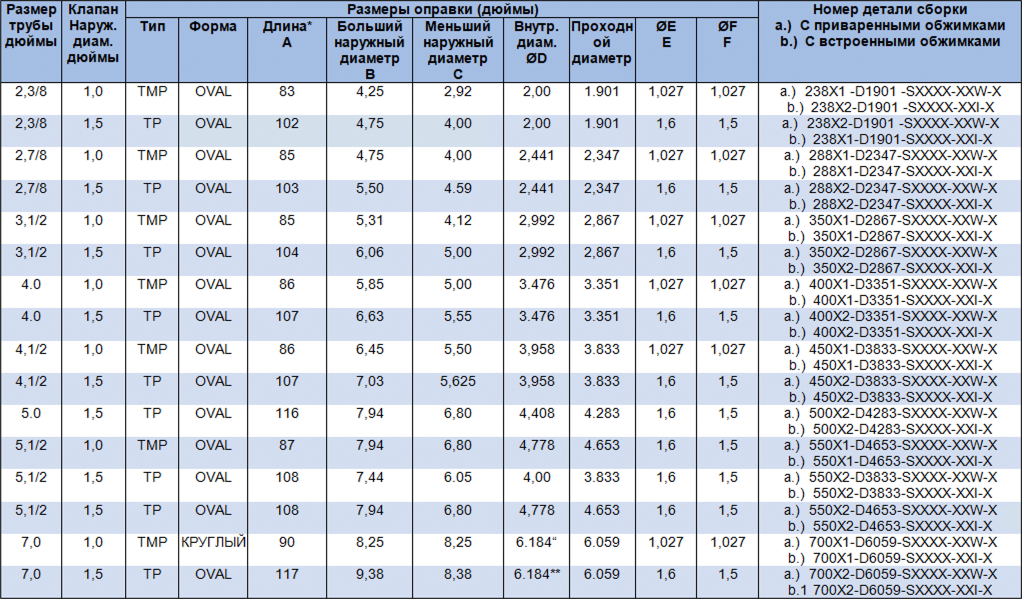 Размер трубы дюймы | Клапан Наруж. диам. дюймы | Размеры оправки (дюймы) | Номер детали сборки
a.) С приваренными обжимками
b.) С встроенными обжимками
Тип | Форма | Длина* A | Больший наружный диаметр B | Меньший наружный диаметр C | Внутр. диам. ØD | Проходн ой диаметр | ØE E | ØF F
2,3/8 | 1,0 | TMP | OVAL | 83 | 4,25 | 2,92 | 2,00 | 1.901 | 1,027 | 1,027 | a.) 238X1 -D1901 -SXXXX-XXW-X
b.) 238X2-D1901 -SXXXX-XXI-X
2,3/8 | 1,5 | TP | OVAL | 102 | 4,75 | 4,00 | 2,00 | 1.901 | 1,6 | 1,5 | a.) 238X2-D1901 -SXXXX-XXW-X
b.) 238X1-D1901-SXXXX-XXI-X
2,7/8 | 1,0 | TMP | OVAL | 85 | 4,75 | 4,00 | 2,441 | 2,347 | 1,027 | 1,027 | a.) 288X1-D2347-SXXXX-XXW-X
b.) 288X1-D2347-SXXXX-XXI-X
2,7/8 | 1,5 | TP | OVAL | 103 | 5,50 | 4.59 | 2,441 | 2,347 | 1,6 | 1,5 | a.) 288X2-D2347-SXXXX-XXW-X
b.) 288X2-D2347-SXXXX-XXI-X
3,1/2 | 1,0 | TMP | OVAL | 85 | 5,31 | 4,12 | 2,992 | 2,867 | 1,027 | 1,027 | a.) 350X1-D2867-SXXXX-XXW-X
b.) 350X1-D2867-SXXXX-XXI-X
3,1/2 | 1,5 | TP | OVAL | 104 | 6,06 | 5,00 | 2,992 | 2,867 | 1,6 | 1,5 | a.) 350X2-D2867-SXXXX-XXW-X
b.) 350X2-D2867-SXXXX-XXI-X
4.0 | 1,0 | TMP | OVAL | 86 | 5,85 | 5,00 | 3.476 | 3.351 | 1,027 | 1,027 | a.) 400X1-D3351-SXXXX-XXW-X
b.) 400X1-D3351-SXXXX-XXI-X
4.0 | 1,5 | TP | OVAL | 107 | 6,63 | 5,55 | 3.476 | 3.351 | 1,6 | 1,5 | a.) 400X2-D3351-SXXXX-XXW-X
b.) 400X2-D3351-SXXXX-XXI-X
4,1/2 | 1,0 | TMP | OVAL | 86 | 6,45 | 5,50 | 3,958 | 3.833 | 1,027 | 1,027 | a.) 450X1-D3833-SXXXX-XXW-X
b.) 450X1-D3833-SXXXX-XXI-X
4,1/2 | 1,5 | TP | OVAL | 107 | 7,03 | 5,625 | 3,958 | 3.833 | 1,6 | 1,5 | a.) 450X2-D3833-SXXXX-XXW-X
b.) 450X2-D3833-SXXXX-XXI-X
5.0 | 1,5 | TP | OVAL | 116 | 7,94 | 6,80 | 4,408 | 4.283 | 1,6 | 1,5 | a.) 500X2-D4283-SXXXX-XXW-X
b.) 500X2-D4283-SXXXX-XXI-X
5,1/2 | 1,0 | TMP | OVAL | 87 | 7,94 | 6,80 | 4,778 | 4.653 | 1,6 | 1,5 | a.) 550X1-D4653-SXXXX-XXW-X
b.) 550X1-D4653-SXXXX-XXI-X
5,1/2 | 1,5 | TP | OVAL | 108 | 7,44 | 6.05 | 4,00 | 3.833 | 1,6 | 1,5 | a.) 550X2-D3833-SXXXX-XXW-X
b.) 550X2-D3833-SXXXX-XXI-X
5,1/2 | 1,5 | TP | OVAL | 108 | 7,94 | 6,80 | 4,778 | 4.653 | 1,6 | 1,5 | a.) 550X2-D4653-SXXXX-XXW-X
b.) 550X2-D4653-SXXXX-XXI-X
7,0 | 1,0 | TMP | КРУГЛЫЙ | 90 | 8,25 | 8,25 | 6.184“ | 6.059 | 1,027 | 1,027 | a.) 700X1-D6059-SXXXX-XXW-X
b.) 700X1-D6059-SXXXX-XXI-X
7,0 | 1,5 | TP | OVAL | 117 | 9,38 | 8,38 | 6.184** | 6.059 | 1,6 | 1,5 | a.) 700X2-D6059-SXXXX-XXW-X
b.1 700X2-D6059-SXXXX-XXI-X